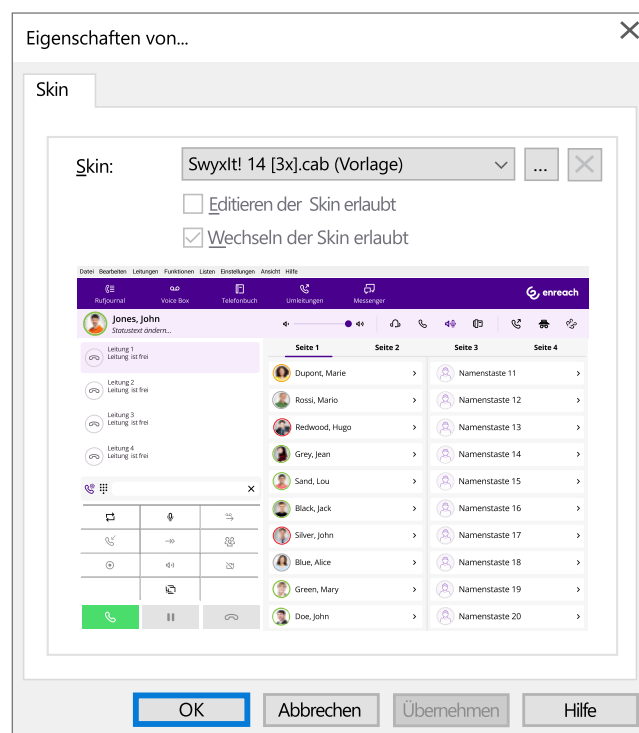 Eigenschaften von...
Skin
Skin:
SwyxIt! 14 [3x].cab (Vorlage)
...
Editieren der Skin erlaubt
Wechseln der Skin erlaubt
Datei Bearbeiten Leitungen Funktionen Listen Einstellungen Ansicht Hilfe
Rufjournal Voice Box Telefonbuch Umleitungen Messenger
enreach
Jones, John
Statustext ändern...
Leitung 1
Leitung ist frei
Leitung 2
Leitung ist frei
Leitung 3
Leitung ist frei
Leitung 4
Leitung ist frei
Seite 1 Seite 2 Seite 3 Seite 4
Dupont, Marie Namenstaste 11
Rossi, Mario Namenstaste 12
Redwood, Hugo Namenstaste 13
Grey, Jean Namenstaste 14
Sand, Lou Namenstaste 15
Black, Jack Namenstaste 16
Silver, John Namenstaste 17
Blue, Alice Namenstaste 18
Green, Mary Namenstaste 19
Doe, John Namenstaste 20
OK Abbrechen Übernehmen Hilfe